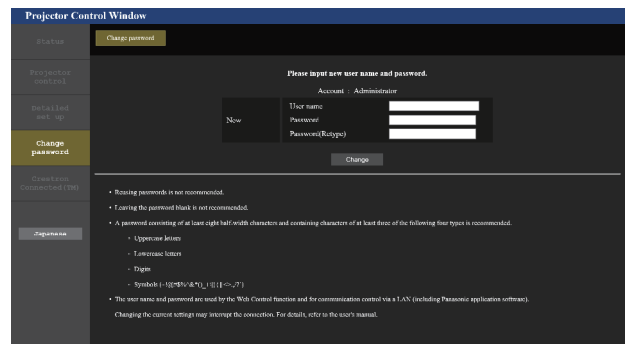 Projector Control Window
Status
Change password
Projector
control
Detailed
set up
Change
password
Crestron
Connected(TM)
Japanese
Please input new user name and password.
Account : Administrator
New
User name
Password
Password(Retype)
Change
• Reusing passwords is not recommended.
• Leaving the password blank is not recommended.
• A password consisting of at least eight half-width characters and containing characters of at least three of the following four types is recommended.
◦ Uppercase letters
◦ Lowercase letters
◦ Digits
◦ Symbols
• The user name and password are used by the Web Control function and for communication control via a LAN (including Panasonic application software).
Changing the current settings may interrupt the connection. For details, refer to the user's manual.